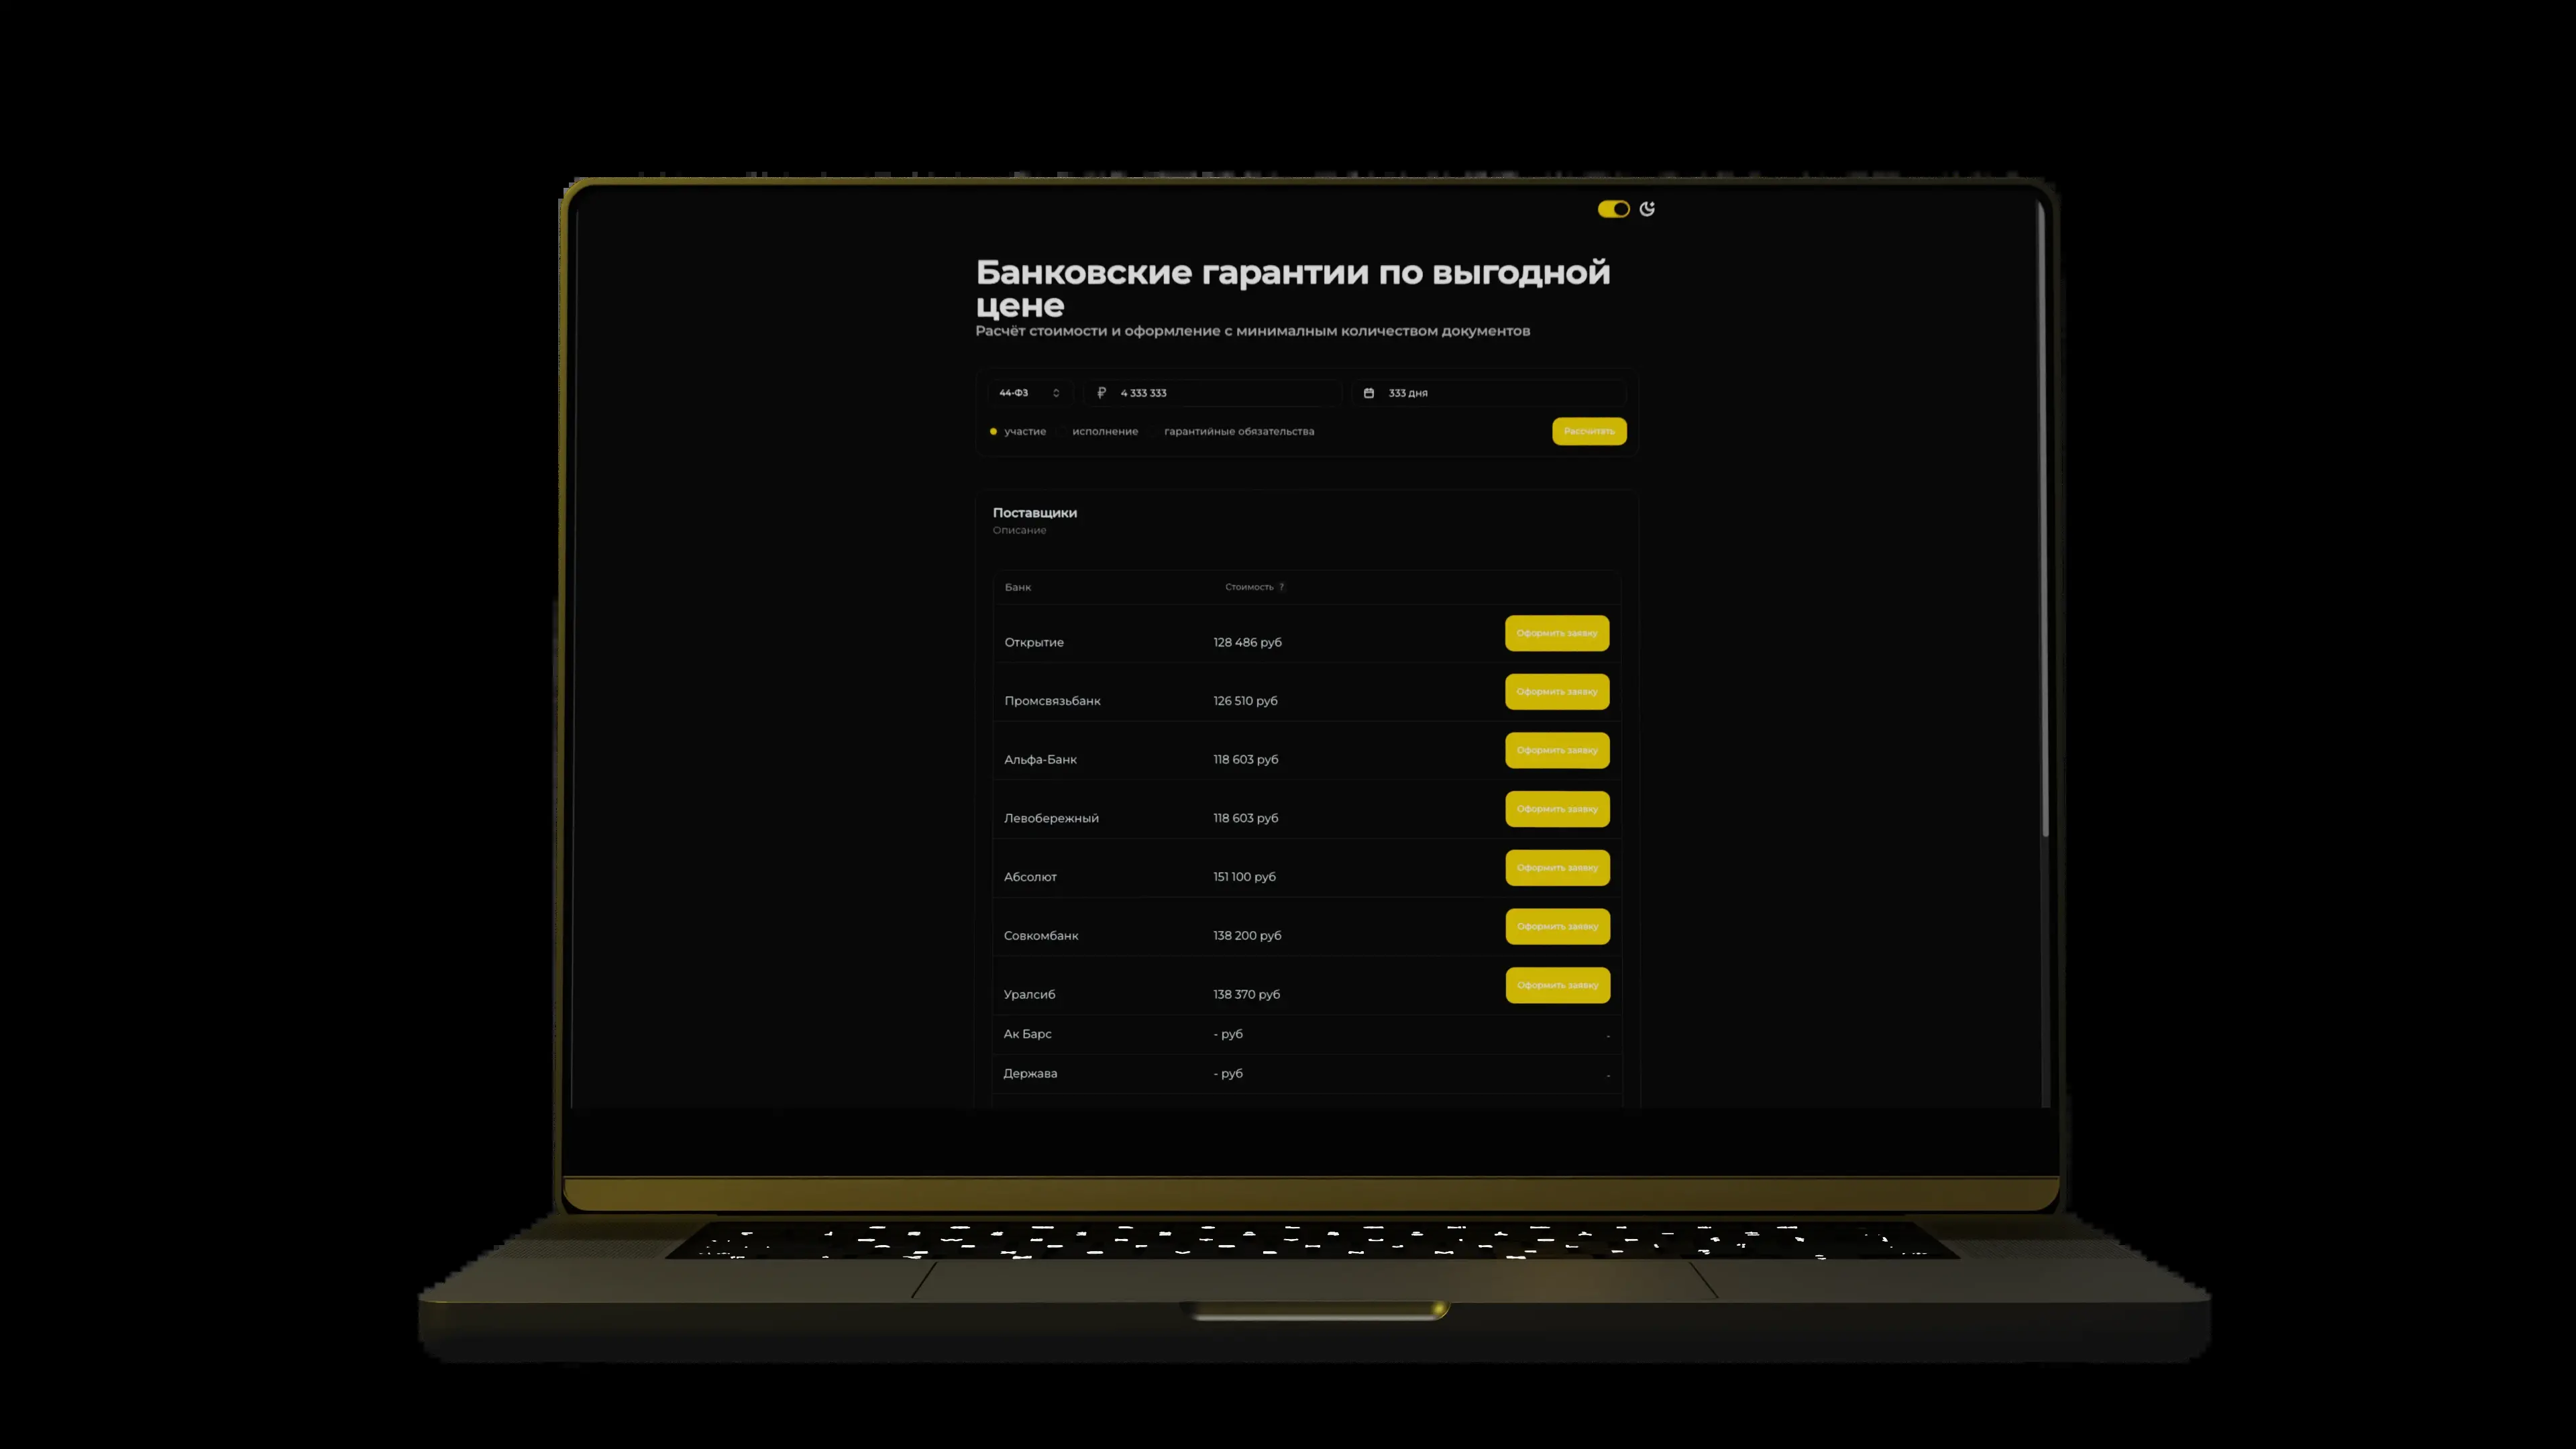 Банковские гарантии по выгодной
цене
Расчёт стоимости и оформление с минималным количеством документов
44-ФЗ ₽ 4 333 333 333 дня
участие исполнение гарантийные обязательства Рассчитать
Поставщики
Описание
Банк Стоимость ?
Открытие 128 486 руб Оформить заявку
Промсвязьбанк 126 510 руб Оформить заявку
Альфа-Банк 118 603 руб Оформить заявку
Левобережный 118 603 руб Оформить заявку
Абсолют 151 100 руб Оформить заявку
Совкомбанк 138 200 руб Оформить заявку
Уралсиб 138 370 руб Оформить заявку
Ак Барс - руб -
Держава - руб -